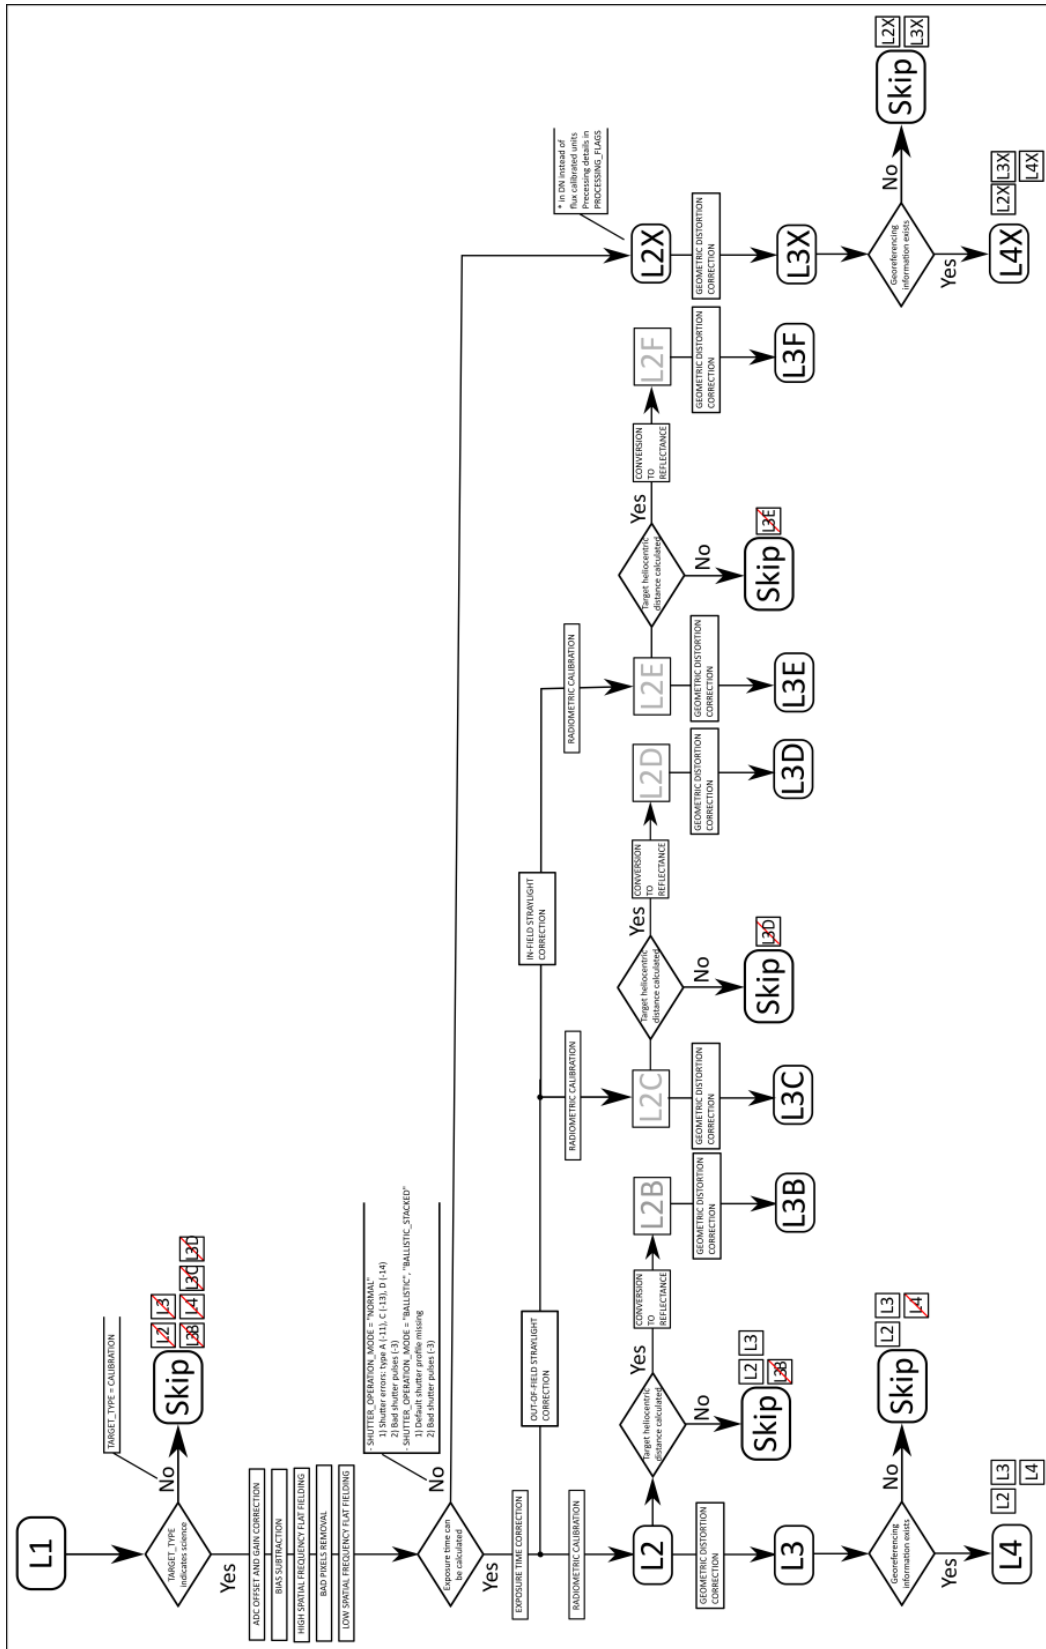 L1
TARGET_TYPE
indicates science
No
TARGET_TYPE = CALIBRATION
Skip
L2
L3
L3B
L4
L3C
L3D
Yes
ADC OFFSET AND GAIN CORRECTION
BIAS SUBTRACTION
HIGH SPATIAL FREQUENCY FLAT FIELDING
BAD PIXELS REMOVAL
LOW SPATIAL FREQUENCY FLAT FIELDING
Exposure time can
be calculated
No
- SHUTTER_OPERATION_MODE = "NORMAL"
1) Shutter errors: type A (-11), C (-13), D (-14)
2) Bad shutter pulses (-3)
- SHUTTER_OPERATION_MODE = "BALLISTIC", "BALLISTIC_STACKED"
1) Default shutter profile missing
2) Bad shutter pulses (-3)
Yes
EXPOSURE TIME CORRECTION
OUT-OF-FIELD STRAYLIGHT
CORRECTION
IN-FIELD STRAYLIGHT
CORRECTION
RADIOMETRIC CALIBRATION
RADIOMETRIC CALIBRATION
RADIOMETRIC CALIBRATION
* In DN instead of
flux calibrated units
Precessing details in
PROCESSING_FLAGS
L2
Target heliocentric
distance calculated
Yes
CONVERSION
TO
REFLECTANCE
L2B
L2C
Target heliocentric
distance calculated
Yes
CONVERSION
TO
REFLECTANCE
L2D
L2E
Target heliocentric
distance calculated
Yes
CONVERSION
TO
REFLECTANCE
L2F
L2X
GEOMETRIC DISTORTION
CORRECTION
No
Skip
L2
L3
L3B
GEOMETRIC DISTORTION
CORRECTION
GEOMETRIC DISTORTION
CORRECTION
No
Skip
L3D
GEOMETRIC DISTORTION
CORRECTION
GEOMETRIC DISTORTION
CORRECTION
No
Skip
L3E
GEOMETRIC DISTORTION
CORRECTION
GEOMETRIC DISTORTION
CORRECTION
L3
L3B
L3C
L3D
L3E
L3F
L3X
Georeferencing
information exists
No
Skip
L2
L3
L4
Yes
L4
L2
L3
L4
Georeferencing
information exists
No
Skip
L2X
L3X
Yes
L4X
L2X
L3X
L4X